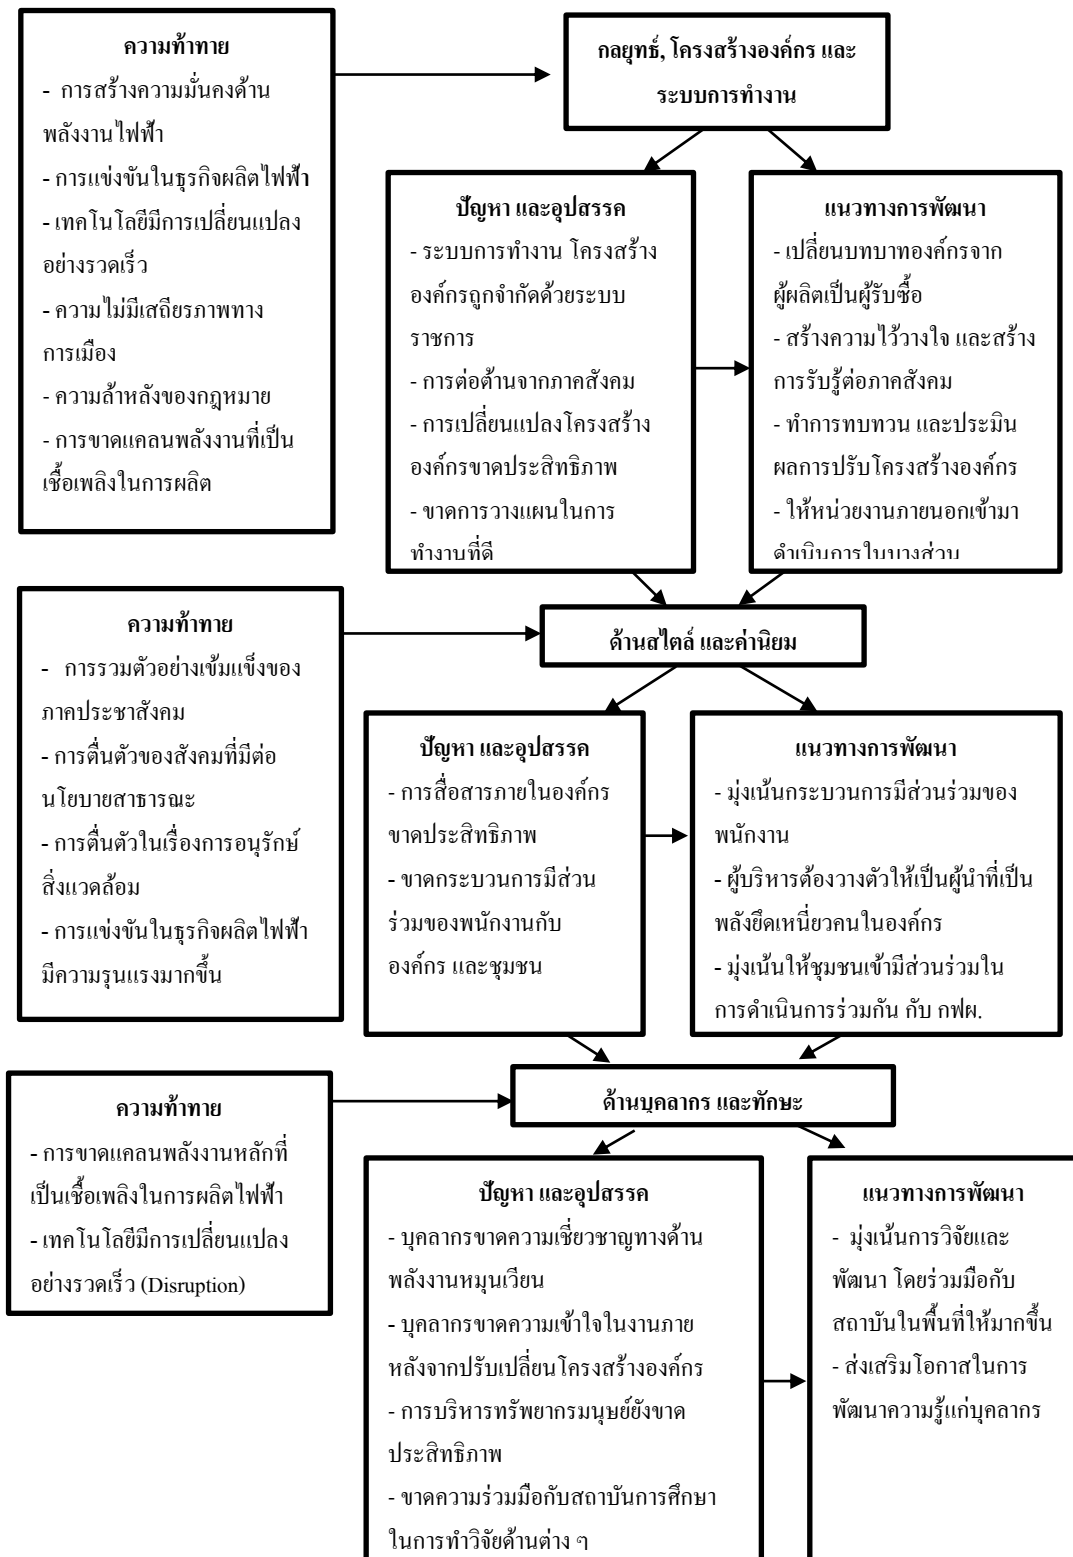 ความท้าทาย
- การสร้างความมั่นคงด้าน
พลังงานไฟฟ้า
- การแข่งขันในธุรกิจผลิตไฟฟ้า
- เทคโนโลยีมีการเปลี่ยนแปลง
อย่างรวดเร็ว
- ความไม่มีเสถียรภาพทาง
การเมือง
- ความล้าหลังของกฎหมาย
- การขาดแคลนพลังงานที่เป็น
เชื้อเพลิงในการผลิต
กลยุทธ์, โครงสร้างองค์กร และ
ระบบการทำงาน
ปัญหา และอุปสรรค
- ระบบการทำงาน โครงสร้าง
องค์กรถูกจำกัดด้วยระบบ
ราชการ
- การต่อต้านจากภาคสังคม
- การเปลี่ยนแปลงโครงสร้าง
องค์กรขาดประสิทธิภาพ
- ขาดการวางแผนในการ
ทำงานที่ดี
แนวทางการพัฒนา
- เปลี่ยนบทบาทองค์กรจาก
ผู้ผลิตเป็นผู้รับซื้อ
- สร้างความไว้วางใจ และสร้าง
การรับรู้ต่อภาคสังคม
- ทำการทบทวน และประมิน
ผลการปรับโครงสร้างองค์กร
- ให้หน่วยงานภายนอกเข้ามา
ดำเนินการในบางส่วน
ความท้าทาย
- การรวมตัวอย่างเข้มแข็งของ
ภาคประชาสังคม
- การตื่นตัวของสังคมที่มีต่อ
นโยบายสาธารณะ
- การตื่นตัวในเรื่องการอนุรักษ์
สิ่งแวดล้อม
- การแข่งขันในธุรกิจผลิตไฟฟ้า
มีความรุนแรงมากขึ้น
ด้านสไตล์ และค่านิยม
ปัญหา และอุปสรรค
- การสื่อสารภายในองค์กร
ขาดประสิทธิภาพ
- ขาดกระบวนการมีส่วน
ร่วมของพนักงานกับ
องค์กร และชุมชน
แนวทางการพัฒนา
- มุ่งเน้นกระบวนการมีส่วนร่วมของ
พนักงาน
- ผู้บริหารต้องวางตัวให้เป็นผู้นำที่เป็น
พลังยึดเหนี่ยวคนในองค์กร
- มุ่งเน้นให้ชุมชนเข้ามีส่วนร่วมใน
การดำเนินการร่วมกัน กับ กฟผ.
ความท้าทาย
- การขาดแคลนพลังงานหลักที่
เป็นเชื้อเพลิงในการผลิตไฟฟ้า
- เทคโนโลยีมีการเปลี่ยนแปลง
อย่างรวดเร็ว (Disruption)
ด้านบุคลากร และทักษะ
ปัญหา และอุปสรรค
- บุคลากรขาดความเชี่ยวชาญทางด้าน
พลังงานหมุนเวียน
- บุคลากรขาดความเข้าใจในงานภาย
หลังจากปรับเปลี่ยนโครงสร้างองค์กร
- การบริหารทรัพยากรมนุษย์ยังขาด
ประสิทธิภาพ
- ขาดความร่วมมือกับสถาบันการศึกษา
ในการทำวิจัยด้านต่าง ๆ
แนวทางการพัฒนา
- มุ่งเน้นการวิจัยและ
พัฒนา โดยร่วมมือกับ
สถาบันในพื้นที่ให้มากขึ้น
- ส่งเสริมโอกาสในการ
พัฒนาความรู้แก่บุคลากร